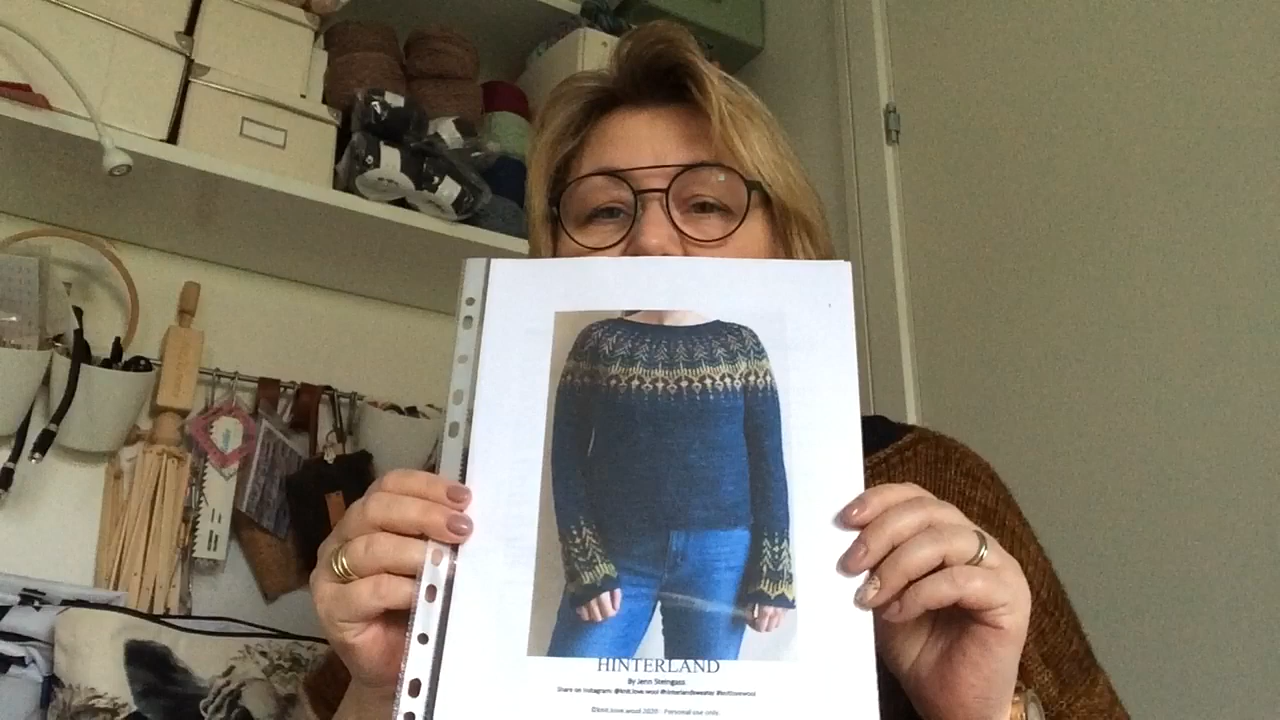 HINTERLAND
By Jenn Steingass
Share on Instagram: @knit.love.wool #hinterlandsweater #knitlovewool
©knit.love.wool 2020 - Personal use only.